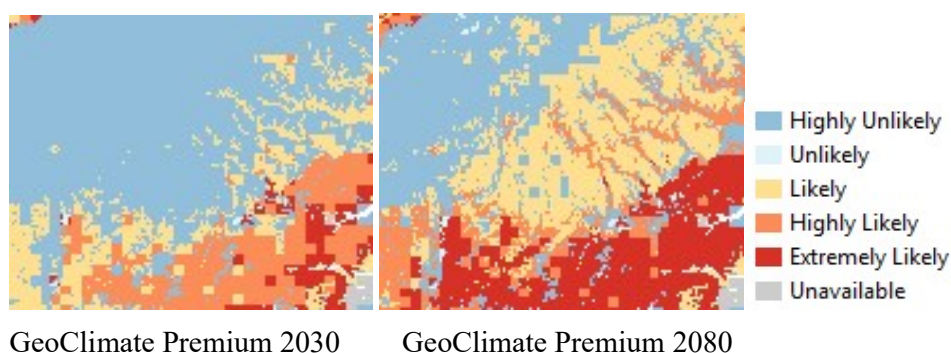 Highly Unlikely
Unlikely
Likely
Highly Likely
Extremely Likely
Unavailable
GeoClimate Premium 2030
GeoClimate Premium 2080